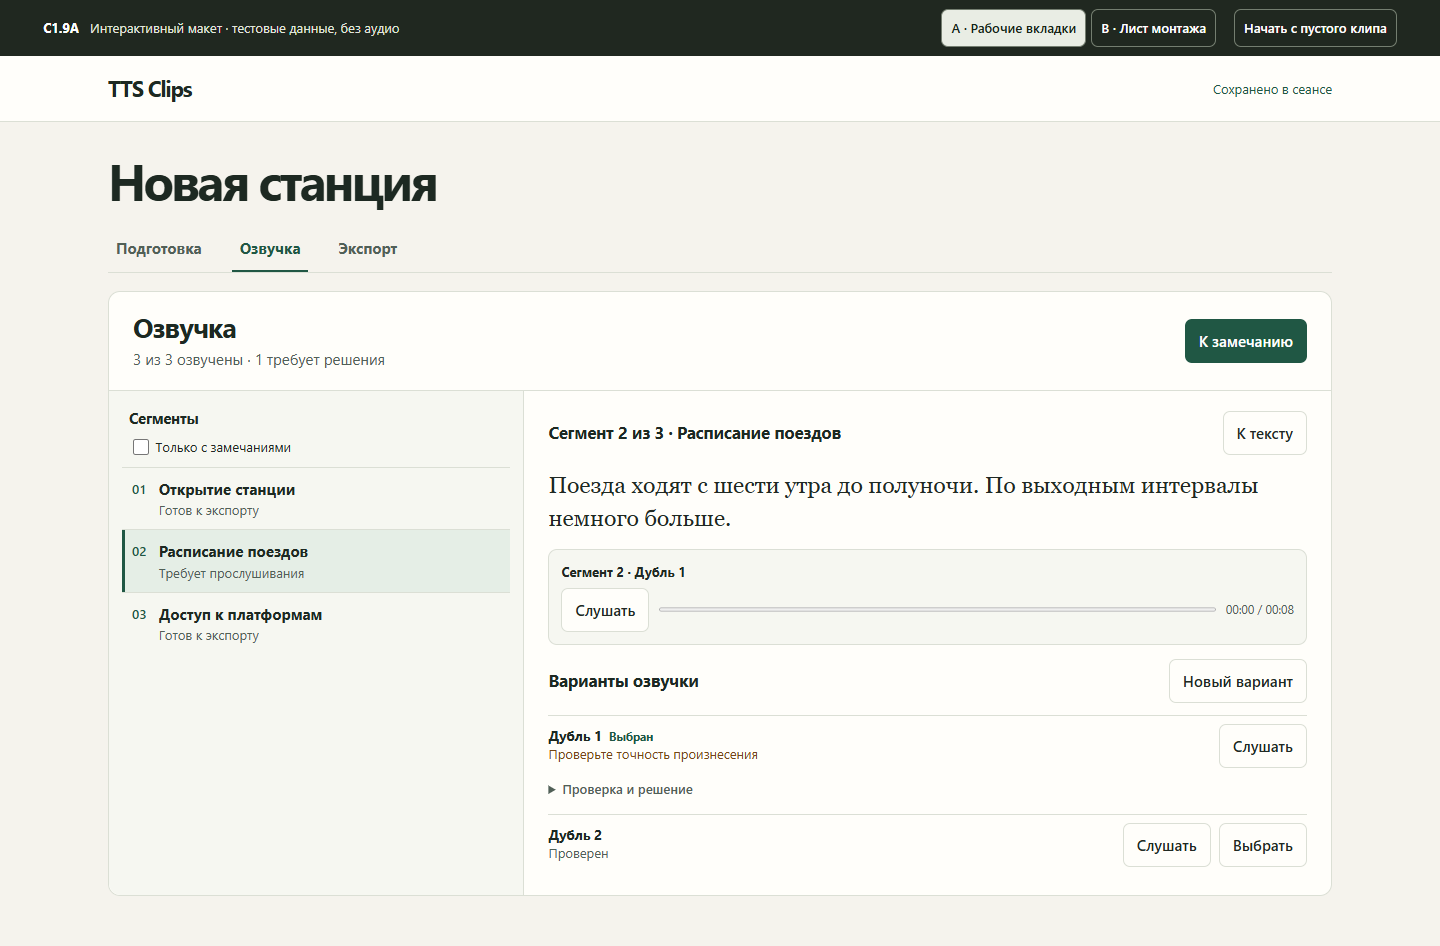 C1.9A Интерактивный макет · тестовые данные, без аудио
A · Рабочие вкладки
B · Лист монтажа
Начать с пустого клипа
TTS Clips
Сохранено в сеансе
Новая станция
Подготовка
Озвучка
Экспорт
Озвучка
3 из 3 озвучены · 1 требует решения
К замечанию
Сегменты
Только с замечаниями
01 Открытие станции
Готов к экспорту
02 Расписание поездов
Требует прослушивания
03 Доступ к платформам
Готов к экспорту
Сегмент 2 из 3 · Расписание поездов
К тексту
Поезда ходят с шести утра до полуночи. По выходным интервалы
немного больше.
Сегмент 2 · Дубль 1
Слушать
00:00 / 00:08
Варианты озвучки
Новый вариант
Дубль 1 Выбран
Проверьте точность произнесения
Слушать
Проверка и решение
Дубль 2
Проверен
Слушать
Выбрать